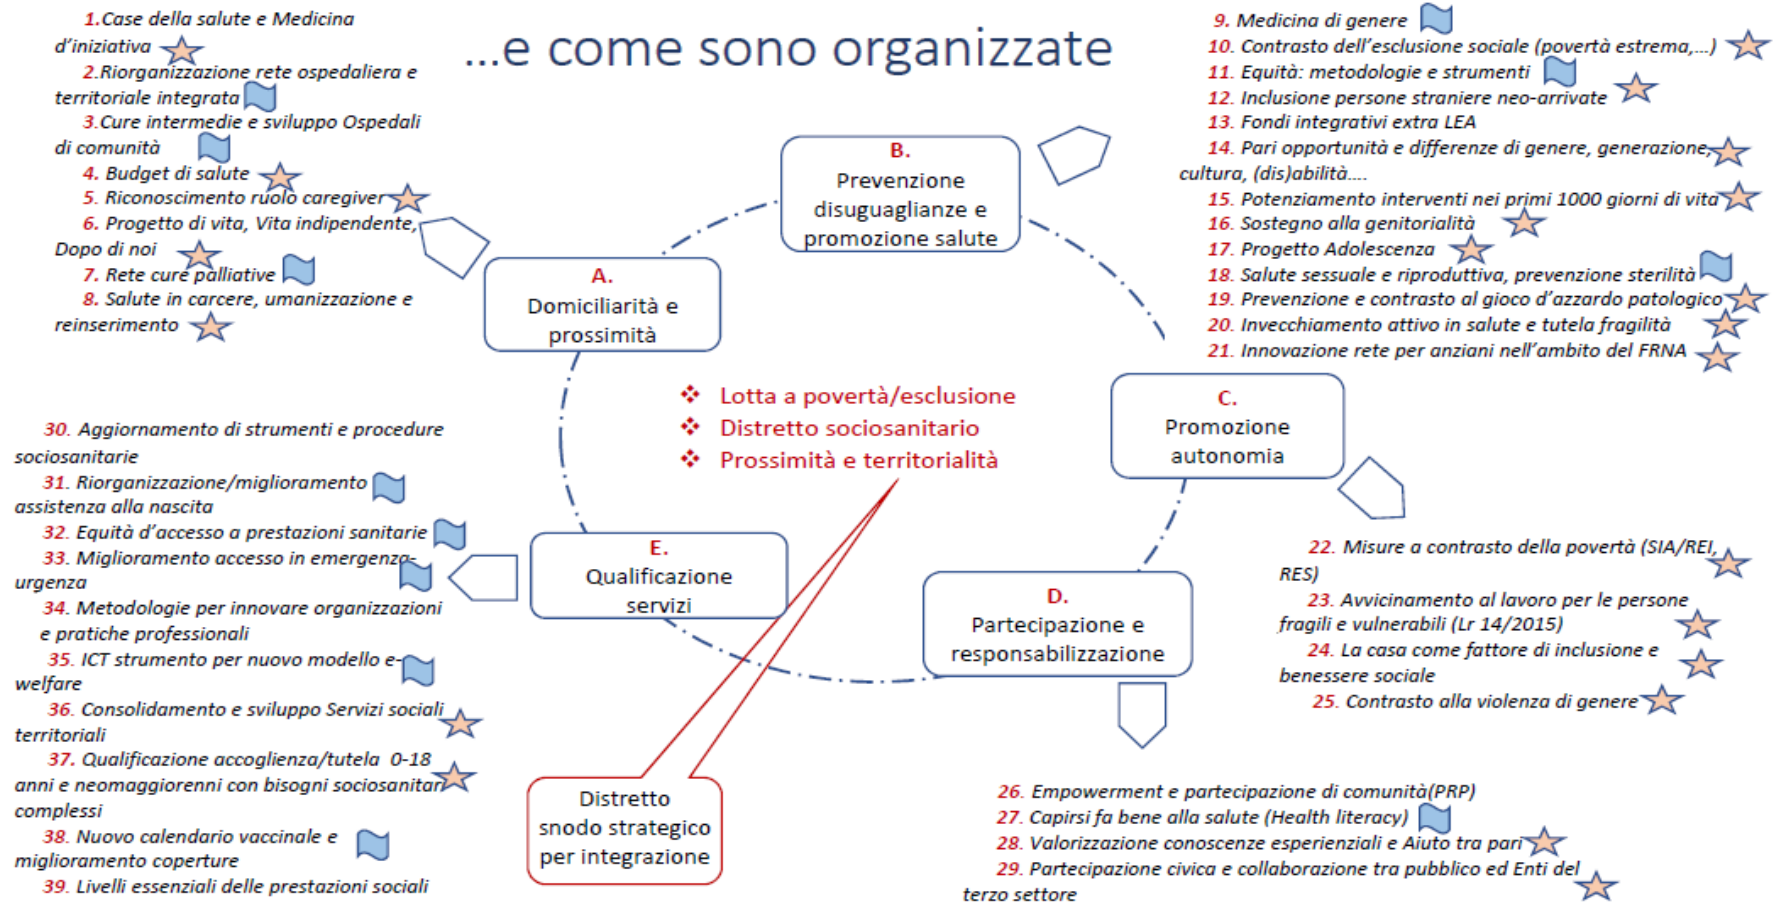 ...e come sono organizzate
1.Case della salute e Medicina
d'iniziativa
2.Riorganizzazione rete ospedaliera e
territoriale integrata
3.Cure intermedie e sviluppo Ospedali
di comunità
4. Budget di salute
5. Riconoscimento ruolo caregiver
6. Progetto di vita, Vita indipendente,
Dopo di noi
7. Rete cure palliative
8. Salute in carcere, umanizzazione e
reinserimento
A.
Domiciliarità e
prossimità
B.
Prevenzione
disuguaglianze e
promozione salute
9. Medicina di genere
10. Contrasto dell'esclusione sociale (povertà estrema,...)
11. Equità: metodologie e strumenti
12. Inclusione persone straniere neo-arrivate
13. Fondi integrativi extra LEA
14. Pari opportunità e differenze di genere, generazione,
cultura, (dis)abilità....
15. Potenziamento interventi nei primi 1000 giorni di vita
16. Sostegno alla genitorialità
17. Progetto Adolescenza
18. Salute sessuale e riproduttiva, prevenzione sterilità
19. Prevenzione e contrasto al gioco d'azzardo patologico
20. Invecchiamento attivo in salute e tutela fragilità
21. Innovazione rete per anziani nell'ambito del FRNA
C.
Promozione
autonomia
❖ Lotta a povertà/esclusione
❖ Distretto sociosanitario
❖ Prossimità e territorialità
22. Misure a contrasto della povertà (SIA/REI,
RES)
23. Avvicinamento al lavoro per le persone
fragili e vulnerabili (Lr 14/2015)
24. La casa come fattore di inclusione e
benessere sociale
25. Contrasto alla violenza di genere
D.
Partecipazione e
responsabilizzazione
26. Empowerment e partecipazione di comunità(PRP)
27. Capirsi fa bene alla salute (Health literacy)
28. Valorizzazione conoscenze esperienziali e Aiuto tra pari
29. Partecipazione civica e collaborazione tra pubblico ed Enti del
terzo settore
E.
Qualificazione
servizi
30. Aggiornamento di strumenti e procedure
sociosanitarie
31. Riorganizzazione/miglioramento
assistenza alla nascita
32. Equità d'accesso a prestazioni sanitarie
33. Miglioramento accesso in emergenza-
urgenza
34. Metodologie per innovare organizzazioni
e pratiche professionali
35. ICT strumento per nuovo modello e-
welfare
36. Consolidamento e sviluppo Servizi sociali
territoriali
37. Qualificazione accoglienza/tutela 0-18
anni e neomaggiorenni con bisogni sociosanitari
complessi
38. Nuovo calendario vaccinale e
miglioramento coperture
39. Livelli essenziali delle prestazioni sociali
Distretto
snodo strategico
per integrazione